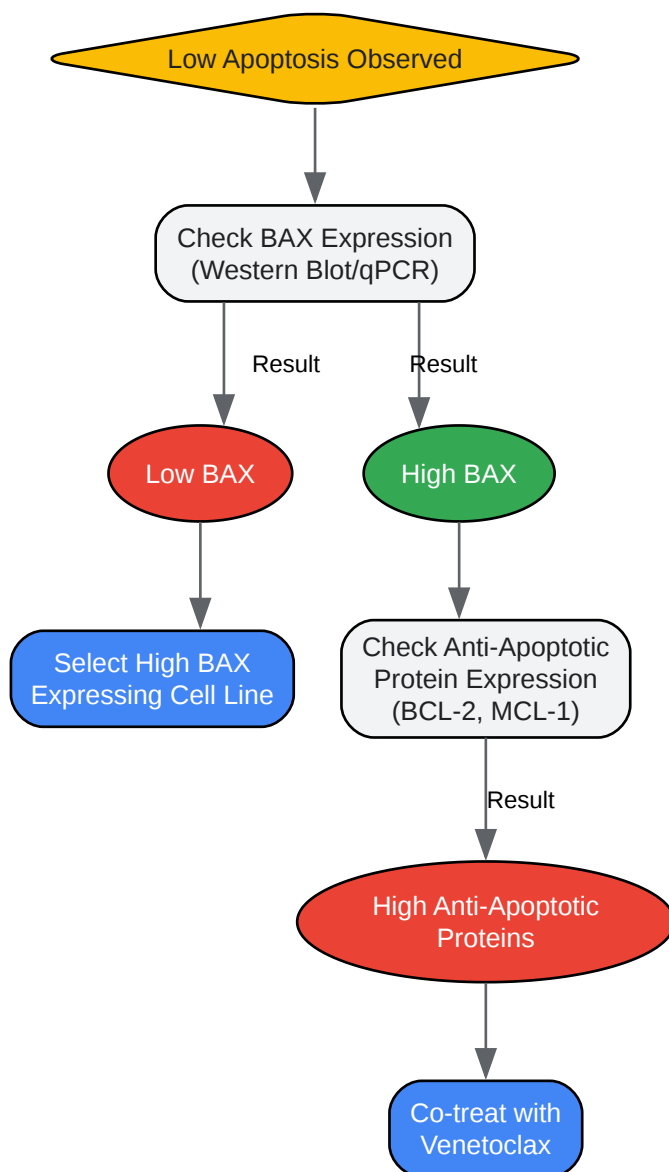 Low Apoptosis Observed
Check BAX Expression
(Western Blot/qPCR)
Result
Result
Low BAX
High BAX
Select High BAX
Expressing Cell Line
Check Anti-Apoptotic
Protein Expression
(BCL-2, MCL-1)
Result
High Anti-Apoptotic
Proteins
Co-treat with
Venetoclax